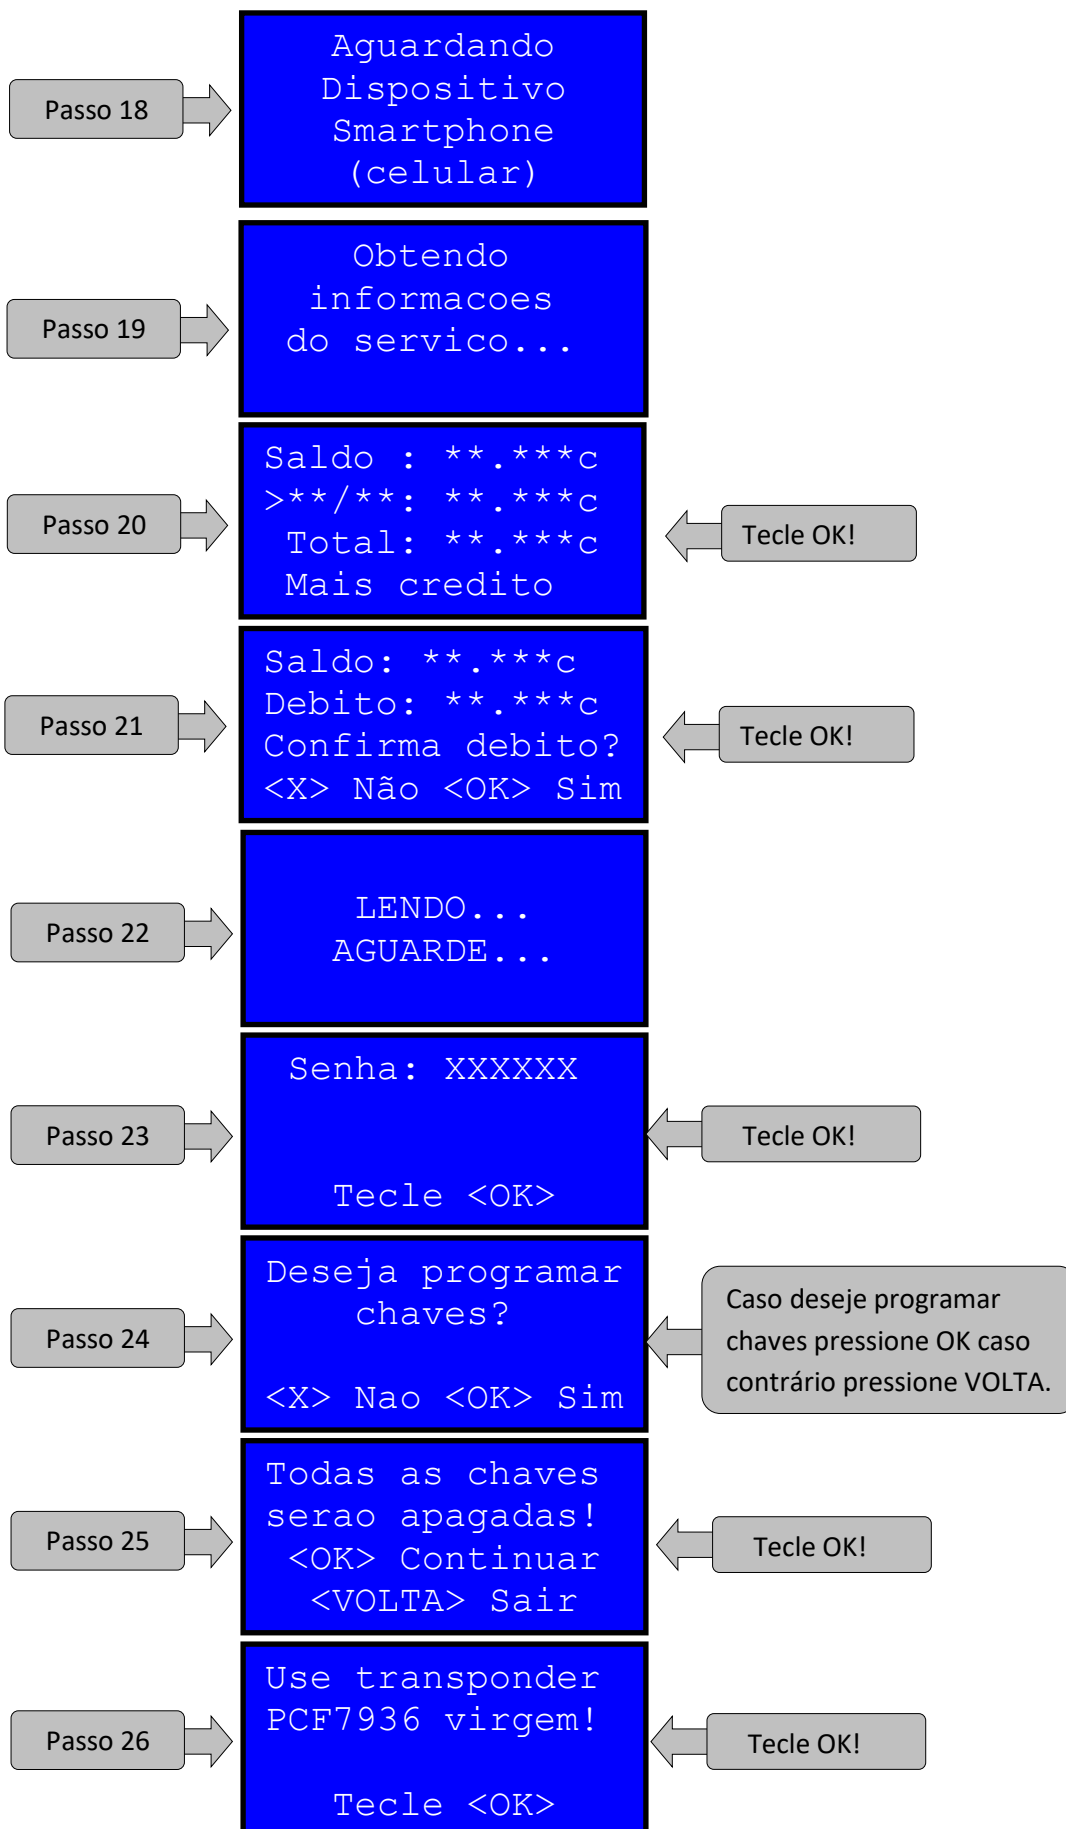 Passo 18
Aguardando
Dispositivo
Smartphone
(celular)
Passo 19
Obtendo
informacoes
do servico...
Passo 20
Saldo : **.***c
>**/**: **.***c
Total: **.***c
Mais credito
Tecle OK!
Passo 21
Saldo: **.***c
Debito: **.***c
Confirma debito?
<X> Não <OK> Sim
Tecle OK!
Passo 22
LENDO...
AGUARDE...
Passo 23
Senha: XXXXXX
Tecle <OK>
Tecle OK!
Passo 24
Deseja programar
chaves?
<X> Nao <OK> Sim
Caso deseje programar
chaves pressione OK caso
contrário pressione VOLTA.
Passo 25
Todas as chaves
serao apagadas!
<OK> Continuar
<VOLTA> Sair
Tecle OK!
Passo 26
Use transponder
PCF7936 virgem!
Tecle <OK>
Tecle OK!